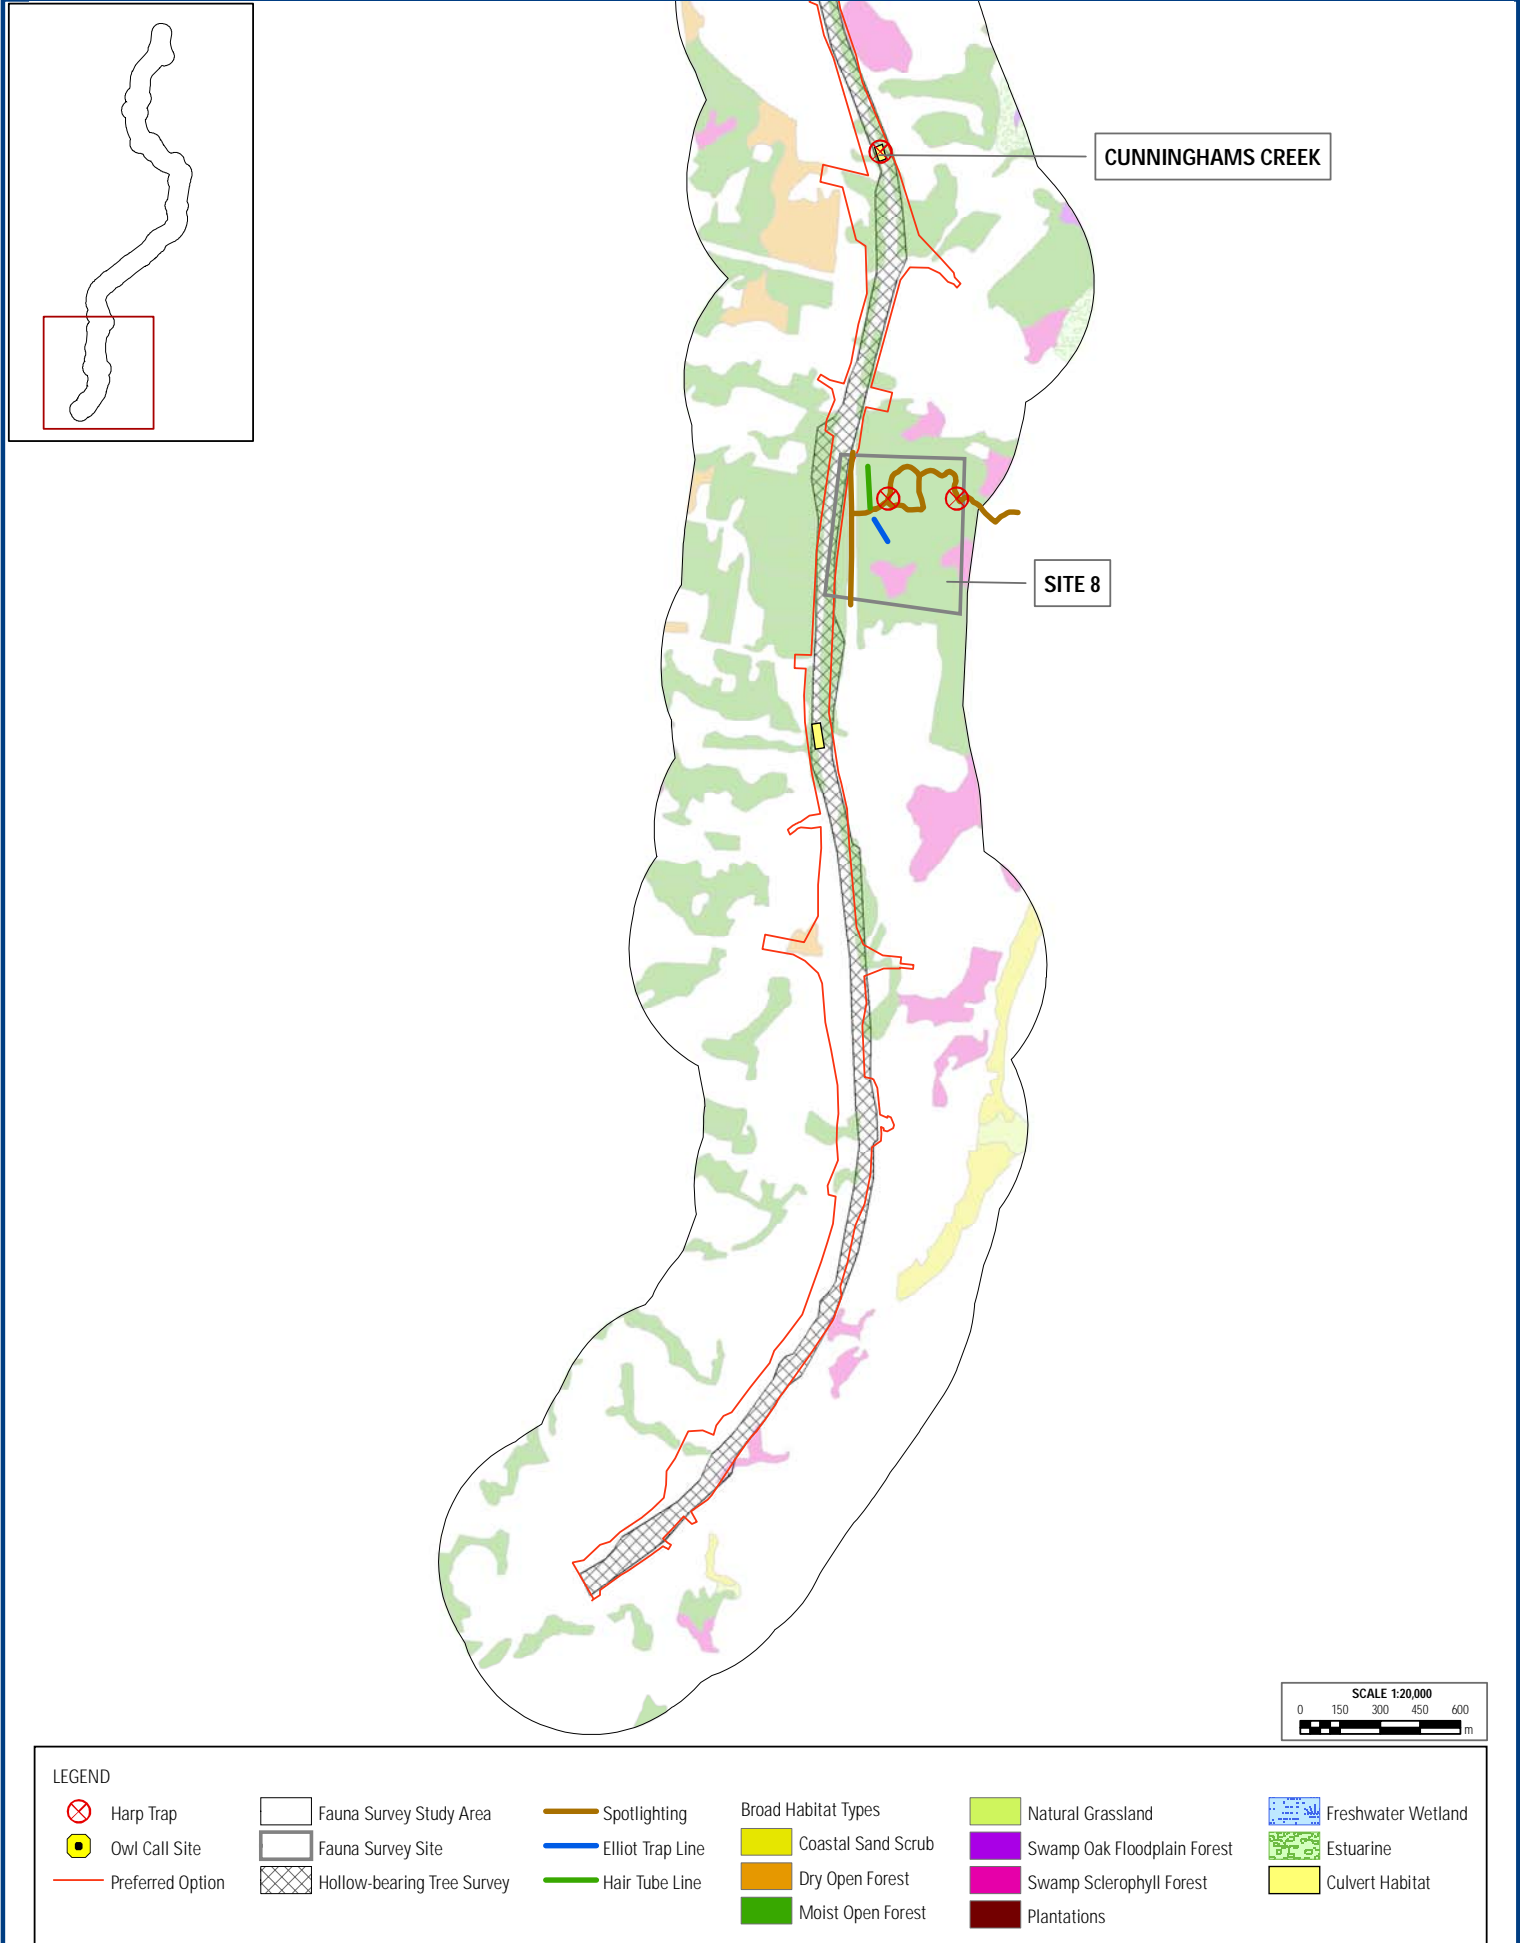 CUNNINGHAMS CREEK
SITE 8
SCALE 1:20,000
0 150 300 450 600
m
LEGEND
Harp Trap
Owl Call Site
Preferred Option
Fauna Survey Study Area
Fauna Survey Site
Hollow-bearing Tree Survey
Spotlighting
Elliot Trap Line
Hair Tube Line
Broad Habitat Types
Coastal Sand Scrub
Dry Open Forest
Moist Open Forest
Natural Grassland
Swamp Oak Floodplain Forest
Swamp Sclerophyll Forest
Plantations
Freshwater Wetland
Estuarine
Culvert Habitat